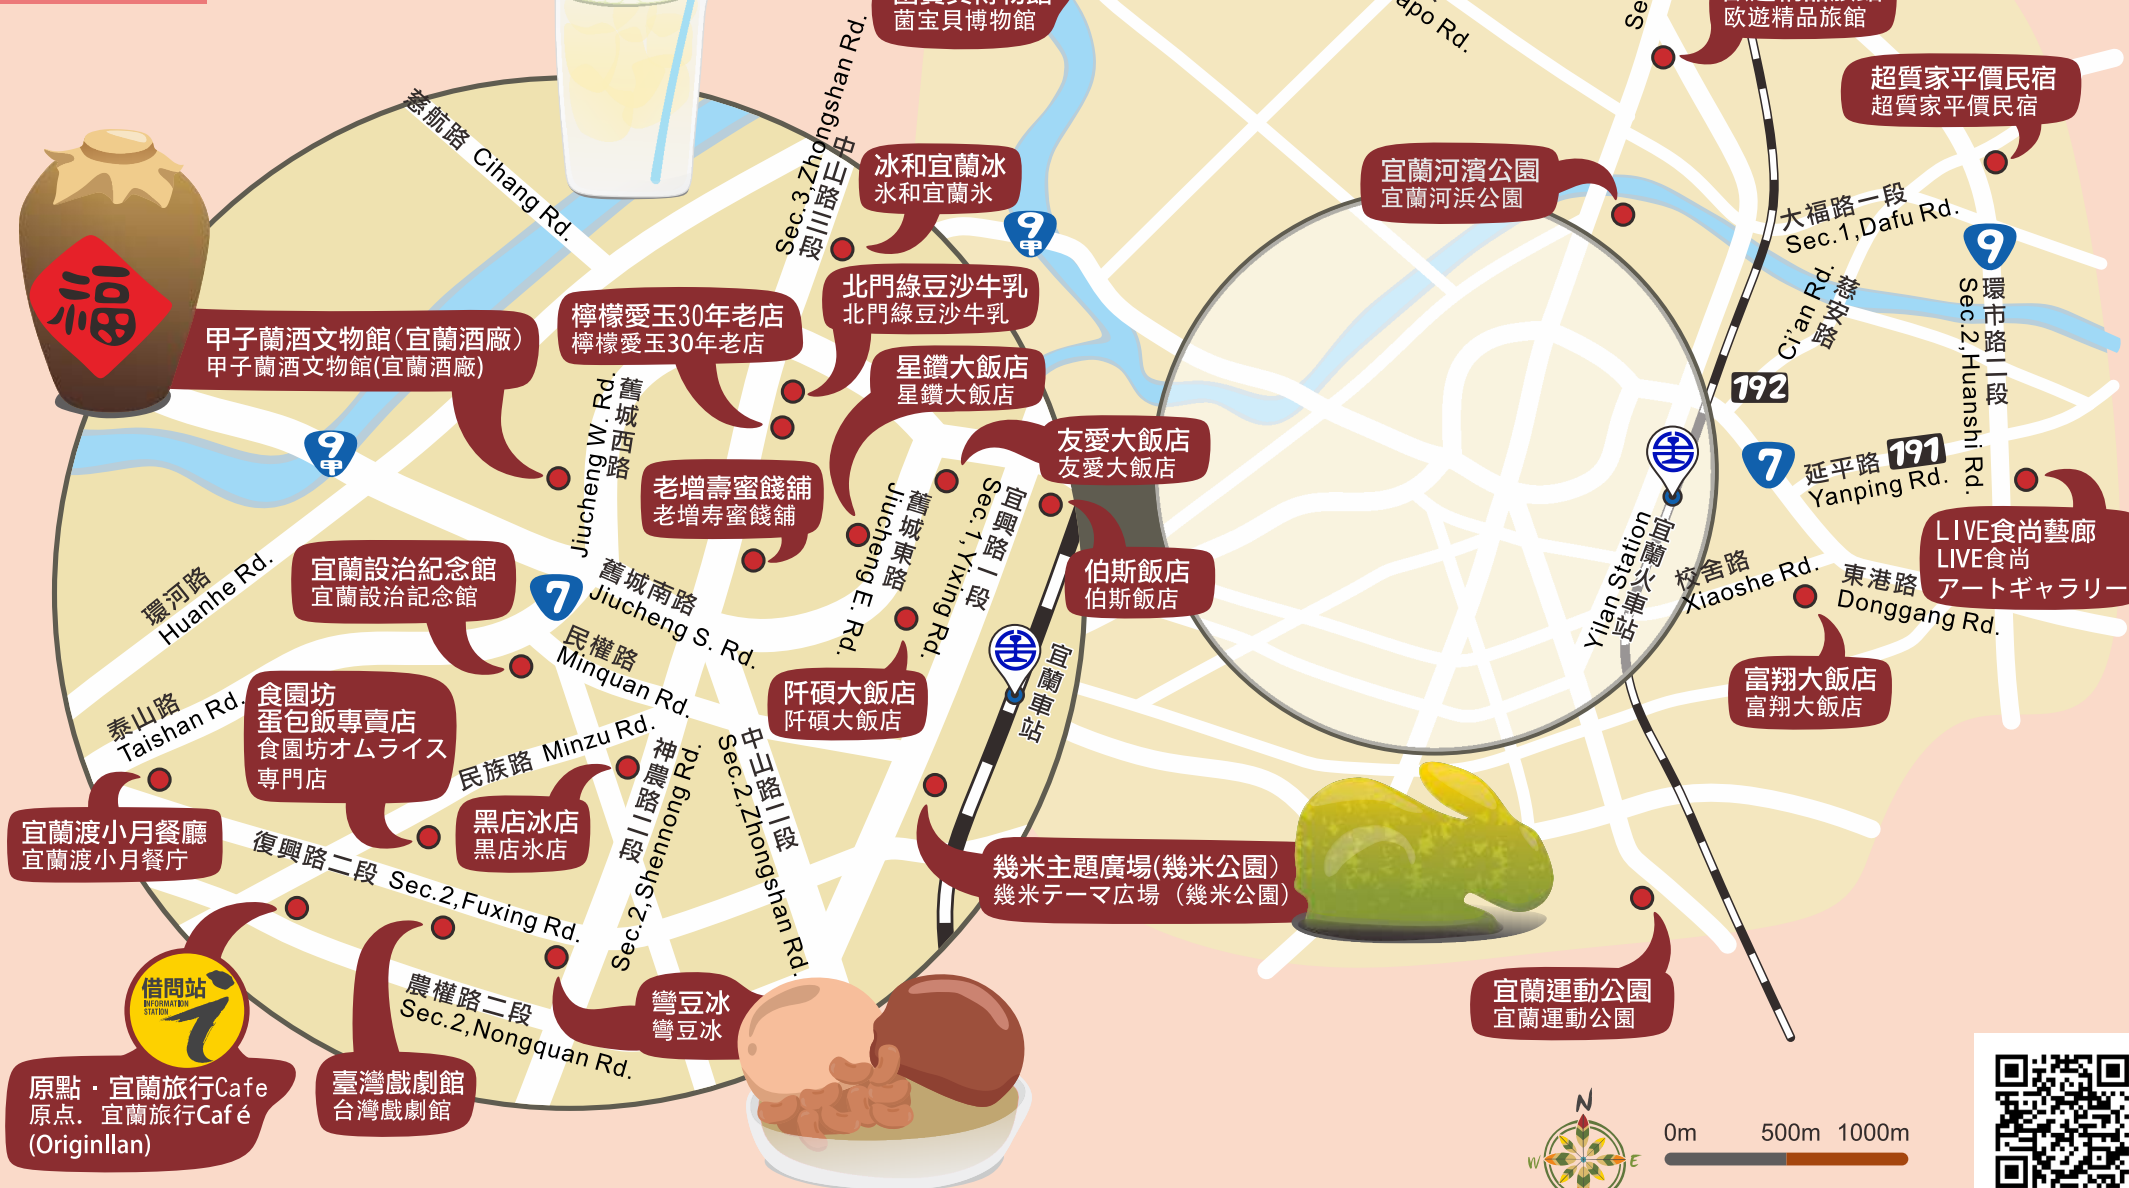 菌宝貝博物館
apo Rd.
Se
欧遊精品旅館
超質家平價民宿
超質家平價民宿
慈航路 Cihang Rd.
中山路三段
Sec.3,Zhongshan Rd.
冰和宜蘭冰
氷和宜蘭氷
9甲
宜蘭河濱公園
宜蘭河浜公園
大福路一段
Sec.1,Dafu Rd.
9
環市路二段
Sec.2,Huanshi Rd.
慈安路
Ci'an Rd.
福
甲子蘭酒文物館(宜蘭酒廠)
甲子蘭酒文物館(宜蘭酒廠)
檸檬愛玉30年老店
檸檬愛玉30年老店
北門綠豆沙牛乳
北門綠豆沙牛乳
星鑽大飯店
星鑽大飯店
192
舊城西路
Jiucheng W. Rd.
9甲
友愛大飯店
友愛大飯店
7
延平路
191
Yanping Rd.
老增壽蜜餞舖
老増寿蜜餞舖
舊城東路
Jiucheng E. Rd.
宜興路一段
Sec.1,Yixing Rd.
LIVE食尚藝廊
LIVE食尚
アートギャラリー
宜蘭火車站
Yilan Station
宜蘭設治紀念館
宜蘭設治記念館
7
舊城南路
Jiucheng S. Rd.
伯斯飯店
伯斯飯店
校舍路
Xiaoshe Rd.
東港路
Donggang Rd.
環河路
Huanhe Rd.
民權路
Minquan Rd.
宜蘭車站
泰山路
Taishan Rd.
食園坊
蛋包飯專賣店
食園坊オムライス
専門店
阡碩大飯店
阡碩大飯店
富翔大飯店
富翔大飯店
民族路 Minzu Rd.
神農路二段
Sec.2,Shennong Rd.
中山路二段
Sec.2,Zhongshan Rd.
宜蘭渡小月餐廳
宜蘭渡小月餐庁
黑店冰店
黒店氷店
復興路二段 Sec.2,Fuxing Rd.
幾米主題廣場(幾米公園)
幾米テーマ広場(幾米公園)
農權路二段
Sec.2,Nongquan Rd.
借問站
INFORMATION
STATION
彎豆冰
彎豆冰
宜蘭運動公園
宜蘭運動公園
原點・宜蘭旅行Cafe
原点．宜蘭旅行Café
(OriginIlan)
臺灣戲劇館
台灣戲劇館
N
W
E
0m 500m 1000m